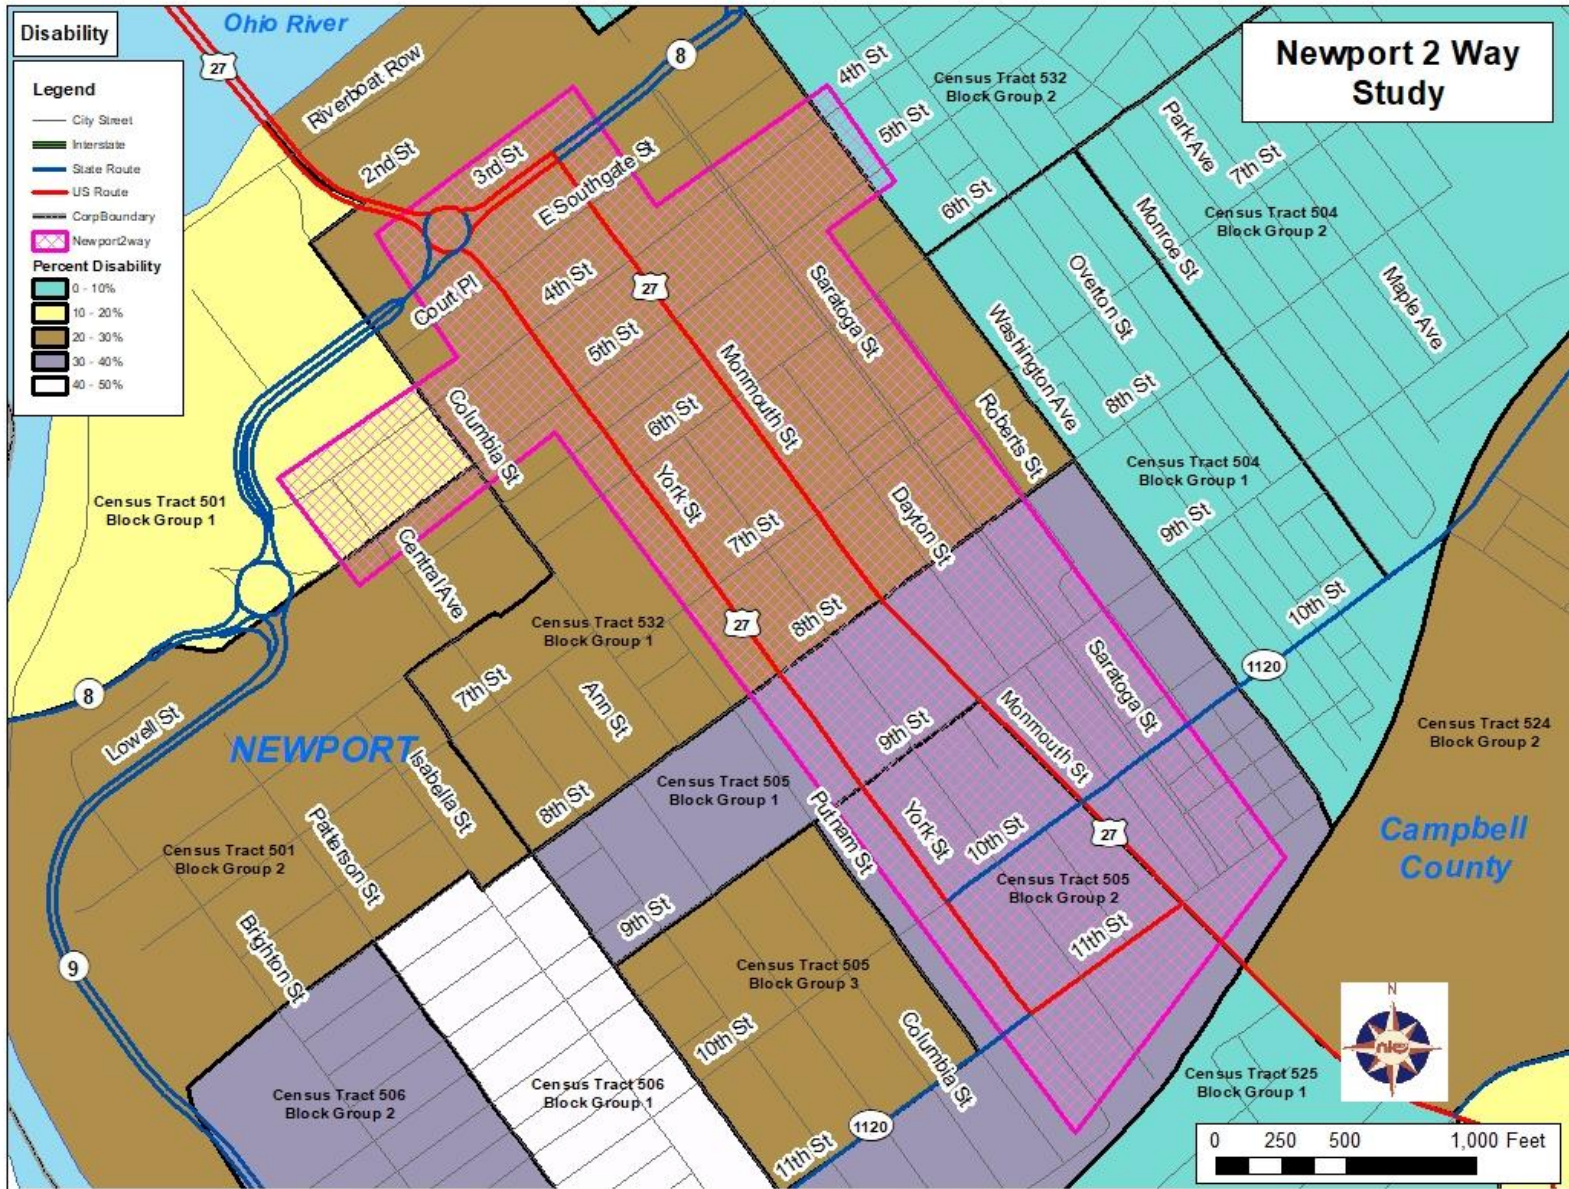 Disability
Newport 2 Way
Study
Legend
City Street
Interstate
State Route
US Route
CorpBoundary
Newport2way
Percent Disability
0 - 10%
10 - 20%
20 - 30%
30 - 40%
40 - 50%
Ohio River
27
8
Riverboat Row
2nd St
3rd St
E Southgate St
4th St
5th St
6th St
Census Tract 532
Block Group 2
Park Ave
7th St
Monroe St
Census Tract 504
Block Group 2
Overton St
Maple Ave
Court Pl
4th St
27
5th St
Saratoga St
Washington Ave
8th St
Monmouth St
Columbia St
6th St
Roberts St
York St
Census Tract 504
Block Group 1
Census Tract 501
Block Group 1
Dayton St
9th St
7th St
Central Ave
10th St
Census Tract 532
Block Group 1
27
8th St
Saratoga St
1120
8
7th St
Ann St
Lowell St
NEWPORT
9th St
Monmouth St
Census Tract 524
Block Group 2
Isabella St
8th St
Census Tract 505
Block Group 1
Putnam St
York St
10th St
27
Campbell
County
Patterson St
Census Tract 501
Block Group 2
Census Tract 505
Block Group 2
9th St
11th St
Brighton St
9
Census Tract 505
Block Group 3
N
nky
10th St
Columbia St
Census Tract 506
Block Group 2
Census Tract 506
Block Group 1
Census Tract 525
Block Group 1
1120
11th St
0 250 500 1,000 Feet